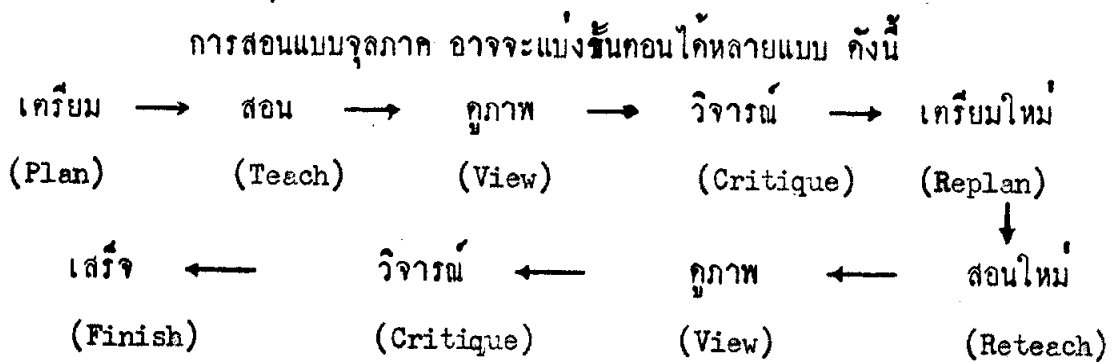 การสอนแบบจุลภาค อาจจะแบ่งขั้นตอนได้หลายแบบ ดังนี้
เตรียม → สอน → ดูภาพ → วิจารณ์ → เตรียมใหม่
(Plan) (Teach) (View) (Critique) (Replan)
↓
เสร็จ ← วิจารณ์ ← ดูภาพ ← สอนใหม่
(Finish) (Critique) (View) (Reteach)